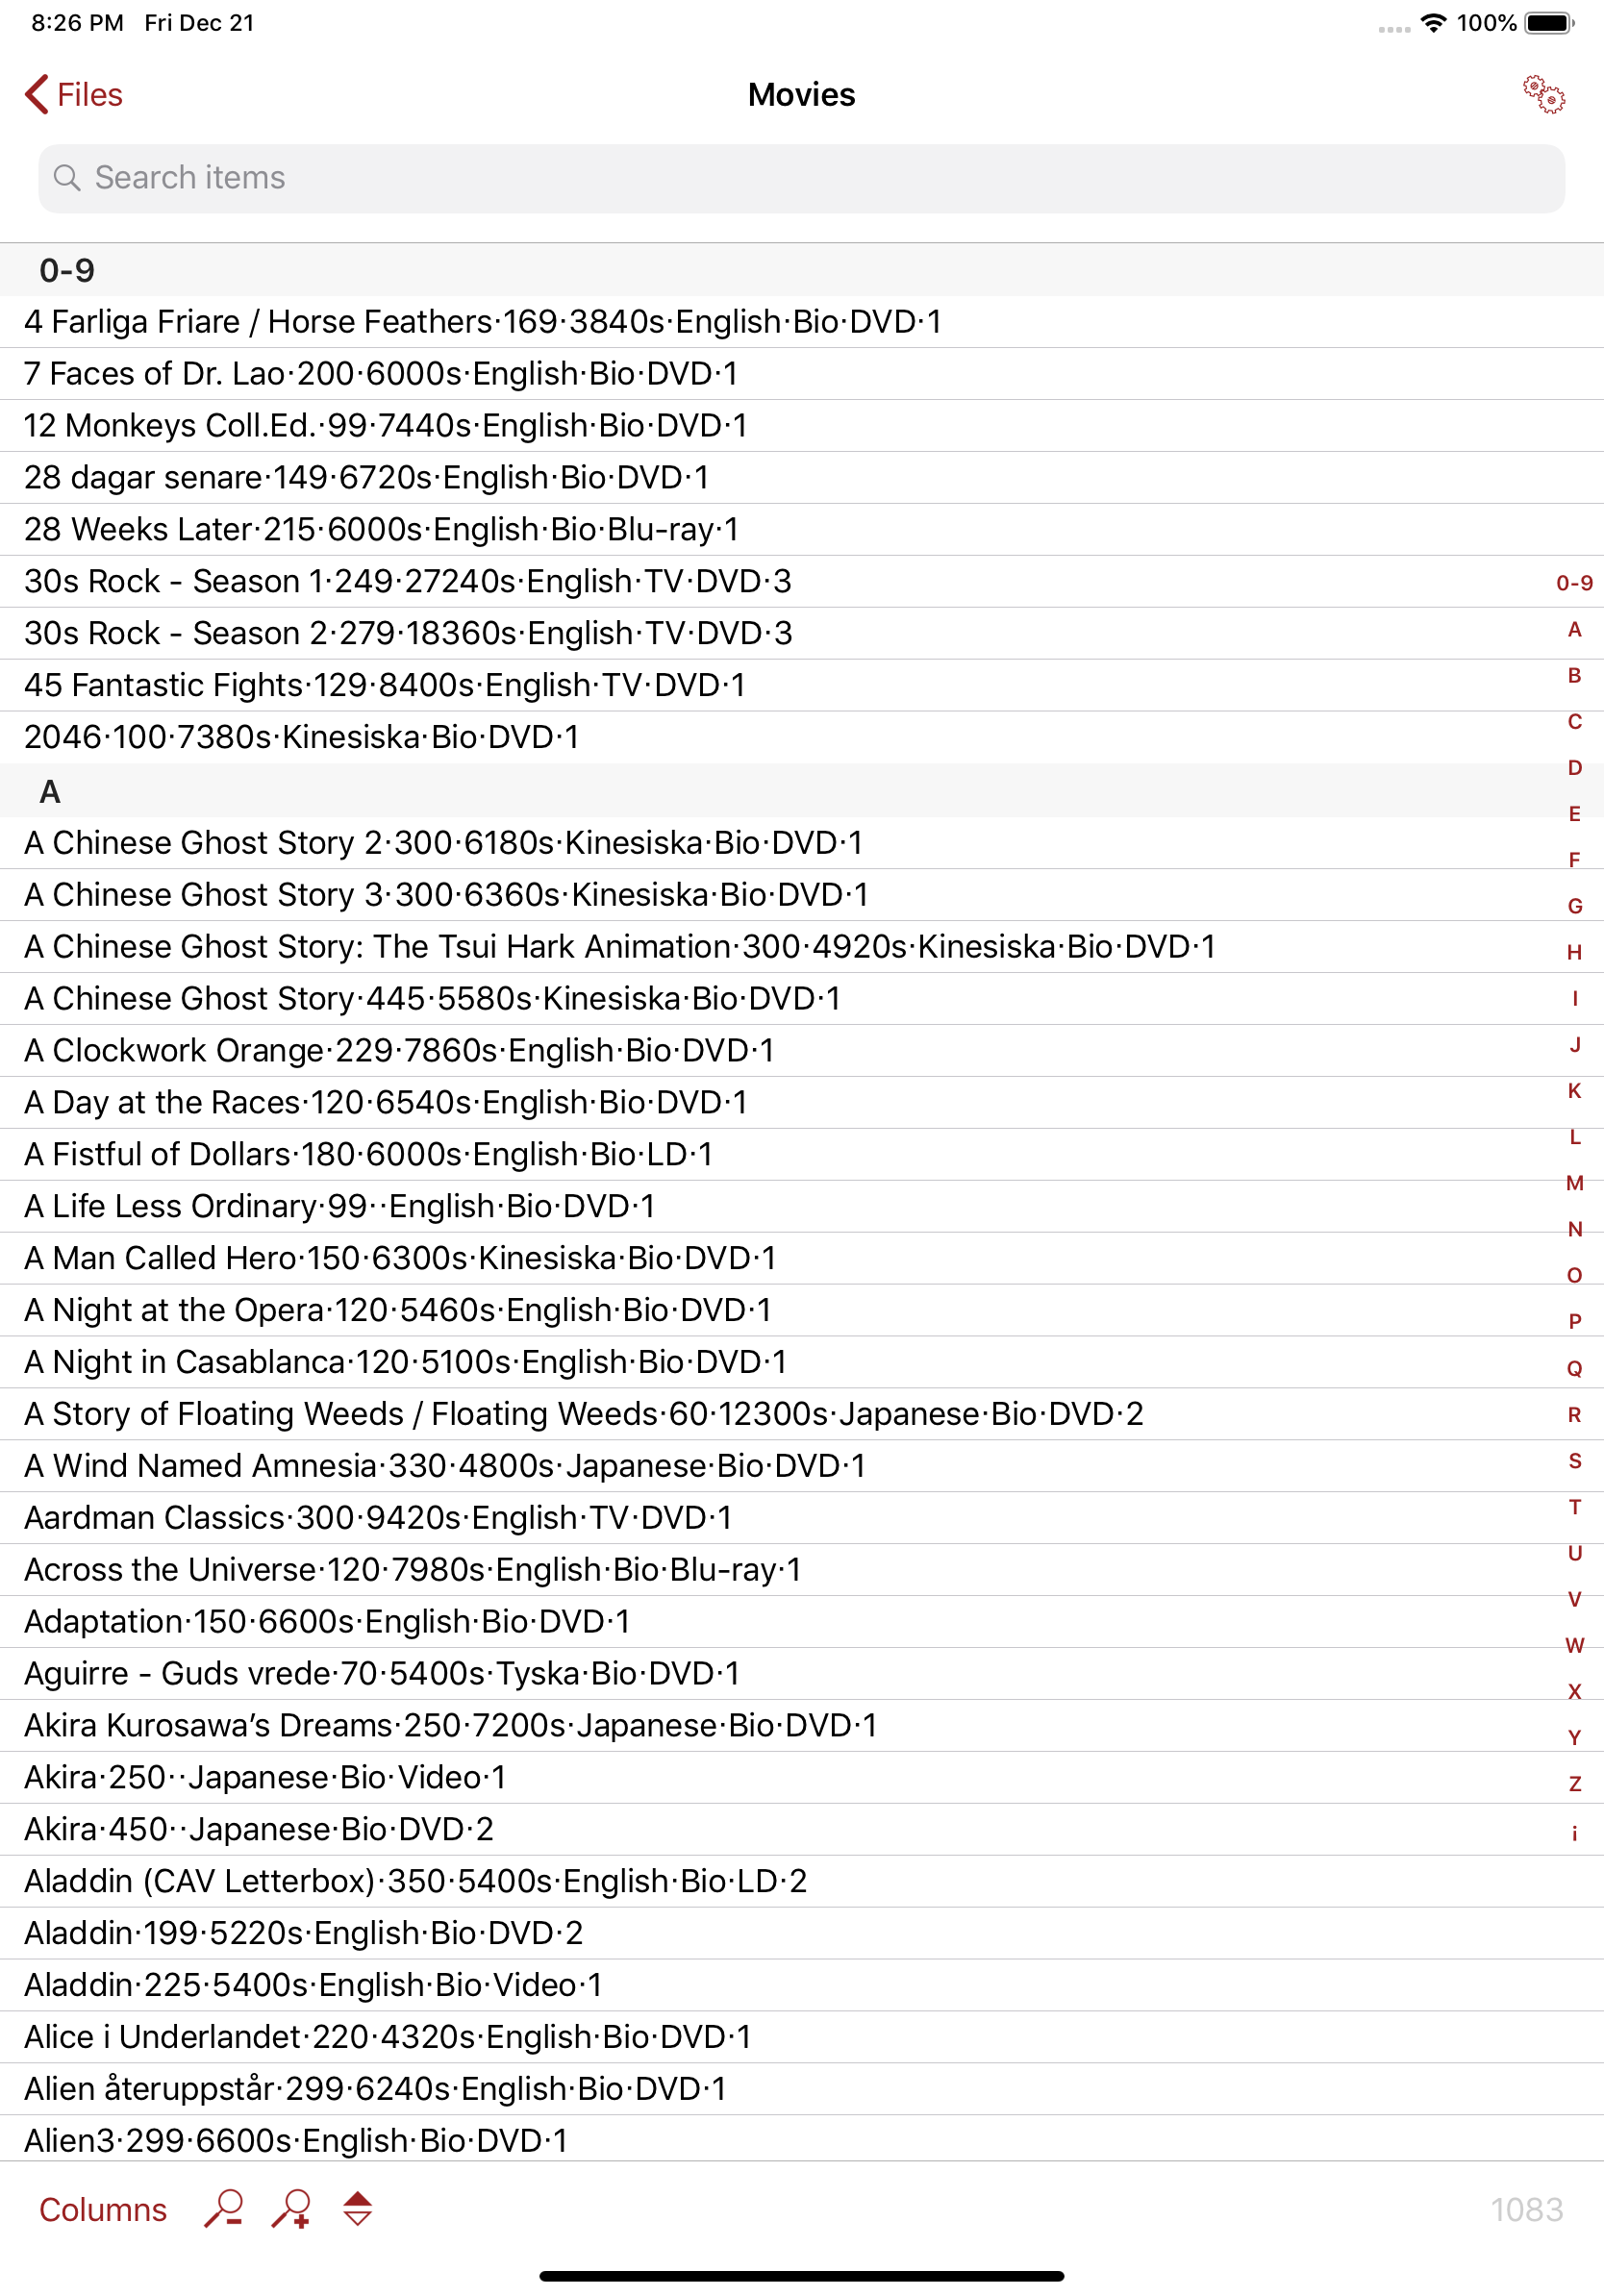 8:26 PM Fri Dec 21 100%
Files Movies
Search items
0-9
4 Farliga Friare / Horse Feathers·169·3840s·English·Bio·DVD·1
7 Faces of Dr. Lao·200·6000s·English·Bio·DVD·1
12 Monkeys Coll.Ed.·99·7440s·English·Bio·DVD·1
28 dagar senare·149·6720s·English·Bio·DVD·1
28 Weeks Later·215·6000s·English·Bio·Blu-ray·1
30s Rock - Season 1·249·27240s·English·TV·DVD·3
30s Rock - Season 2·279·18360s·English·TV·DVD·3
45 Fantastic Fights·129·8400s·English·TV·DVD·1
2046·100·7380s·Kinesiska·Bio·DVD·1
A
A Chinese Ghost Story 2·300·6180s·Kinesiska·Bio·DVD·1
A Chinese Ghost Story 3·300·6360s·Kinesiska·Bio·DVD·1
A Chinese Ghost Story: The Tsui Hark Animation·300·4920s·Kinesiska·Bio·DVD·1
A Chinese Ghost Story·445·5580s·Kinesiska·Bio·DVD·1
A Clockwork Orange·229·7860s·English·Bio·DVD·1
A Day at the Races·120·6540s·English·Bio·DVD·1
A Fistful of Dollars·180·6000s·English·Bio·LD·1
A Life Less Ordinary·99··English·Bio·DVD·1
A Man Called Hero·150·6300s·Kinesiska·Bio·DVD·1
A Night at the Opera·120·5460s·English·Bio·DVD·1
A Night in Casablanca·120·5100s·English·Bio·DVD·1
A Story of Floating Weeds / Floating Weeds·60·12300s·Japanese·Bio·DVD·2
A Wind Named Amnesia·330·4800s·Japanese·Bio·DVD·1
Aardman Classics·300·9420s·English·TV·DVD·1
Across the Universe·120·7980s·English·Bio·Blu-ray·1
Adaptation·150·6600s·English·Bio·DVD·1
Aguirre - Guds vrede·70·5400s·Tyska·Bio·DVD·1
Akira Kurosawa’s Dreams·250·7200s·Japanese·Bio·DVD·1
Akira·250··Japanese·Bio·Video·1
Akira·450··Japanese·Bio·DVD·2
Aladdin (CAV Letterbox)·350·5400s·English·Bio·LD·2
Aladdin·199·5220s·English·Bio·DVD·2
Aladdin·225·5400s·English·Bio·Video·1
Alice i Underlandet·220·4320s·English·Bio·DVD·1
Alien återuppstår·299·6240s·English·Bio·DVD·1
Alien3·299·6600s·English·Bio·DVD·1
0-9
A
B
C
D
E
F
G
H
I
J
K
L
M
N
O
P
Q
R
S
T
U
V
W
X
Y
Z
i
Columns 1083